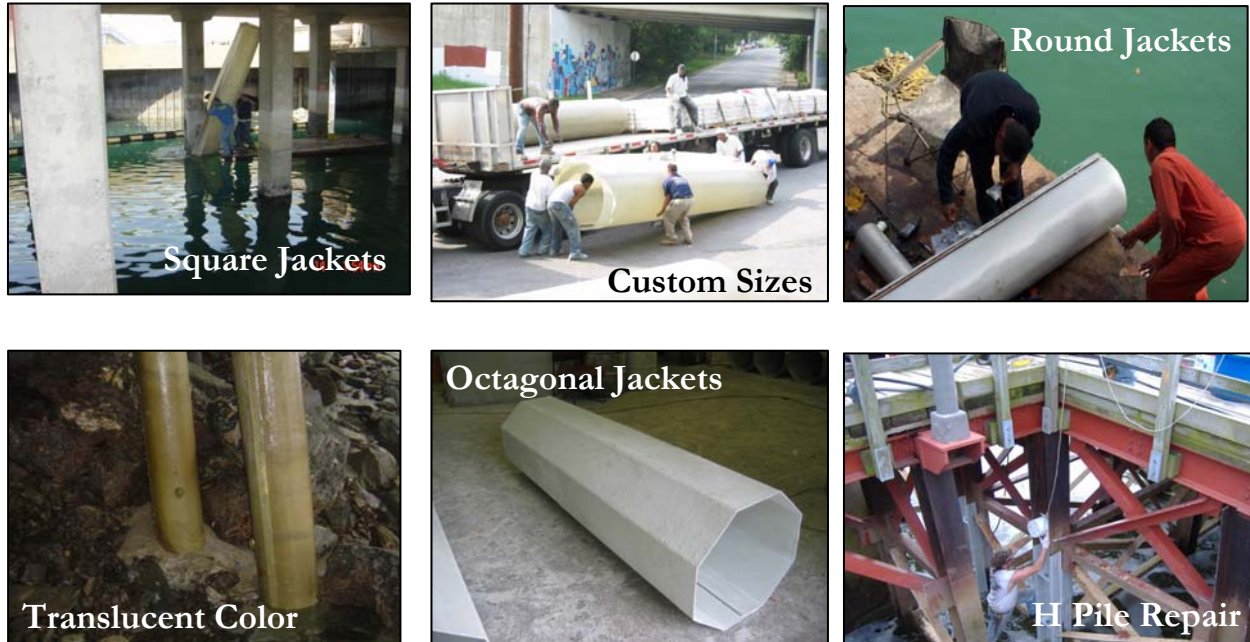 Square Jackets
Custom Sizes
Round Jackets
Translucent Color
Octagonal Jackets
H Pile Repair